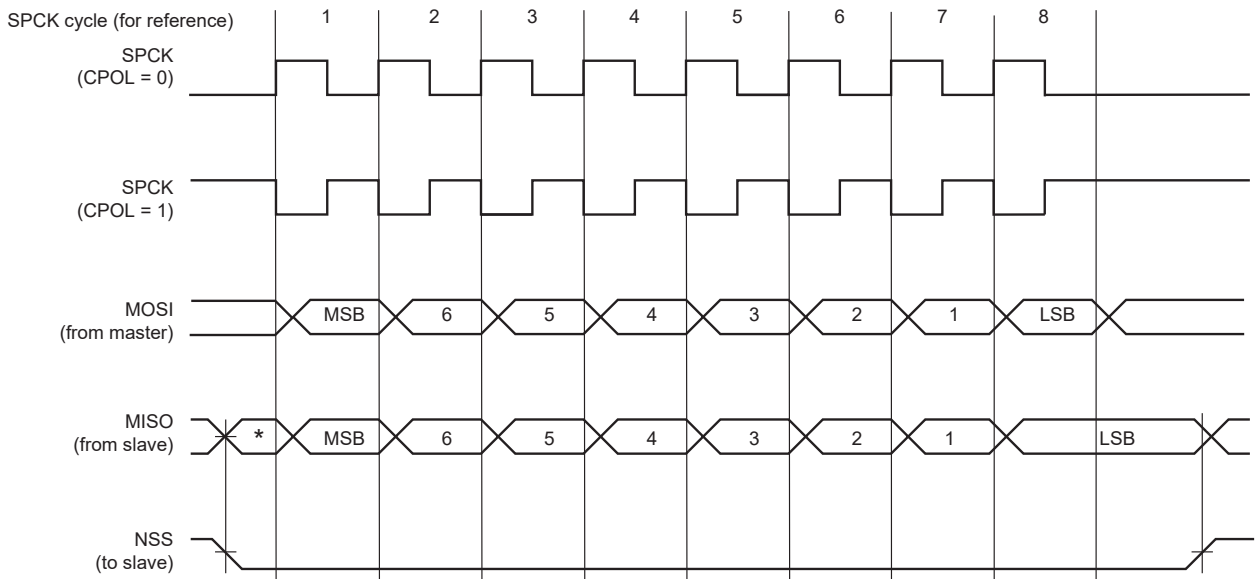 SPCK cycle (for reference) 1 2 3 4 5 6 7 8
SPCK
(CPOL = 0)
SPCK
(CPOL = 1)
MOSI
(from master)
MSB 6 5 4 3 2 1 LSB
MISO
(from slave)
* MSB 6 5 4 3 2 1 LSB
NSS
(to slave)